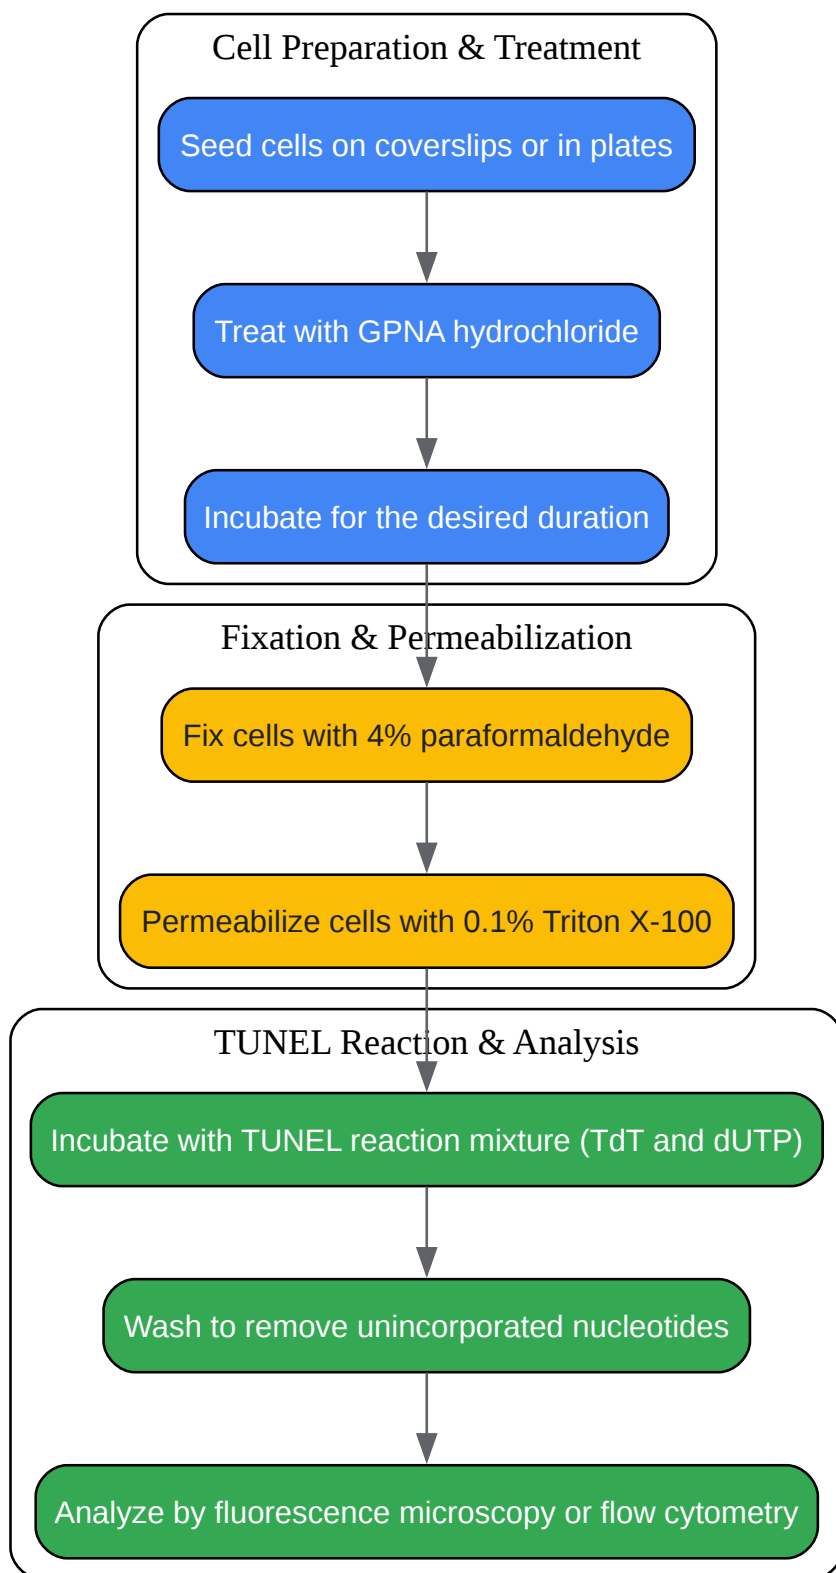 Cell Preparation & Treatment
Seed cells on coverslips or in plates
Treat with GPNA hydrochloride
Incubate for the desired duration
Fixation & Permeabilization
Fix cells with 4% paraformaldehyde
Permeabilize cells with 0.1% Triton X-100
TUNEL Reaction & Analysis
Incubate with TUNEL reaction mixture (TdT and dUTP)
Wash to remove unincorporated nucleotides
Analyze by fluorescence microscopy or flow cytometry